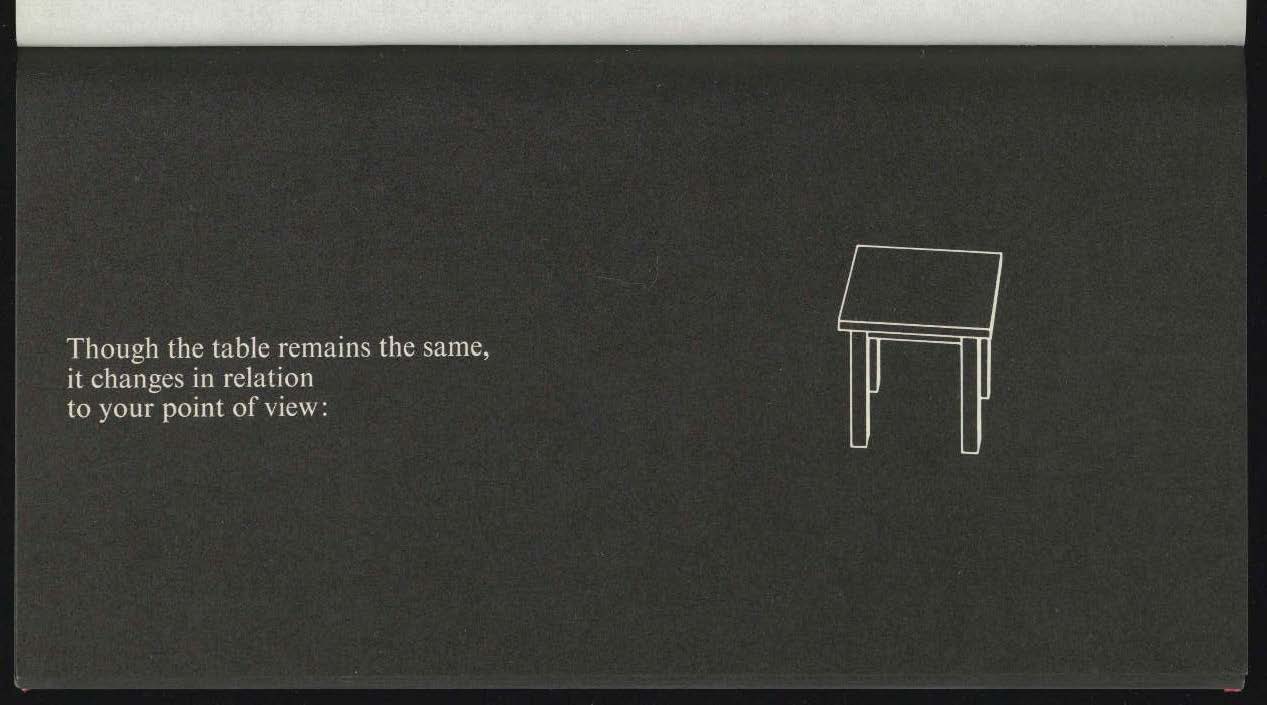 Though the table remains the same,
it changes in relation
to your point of view: